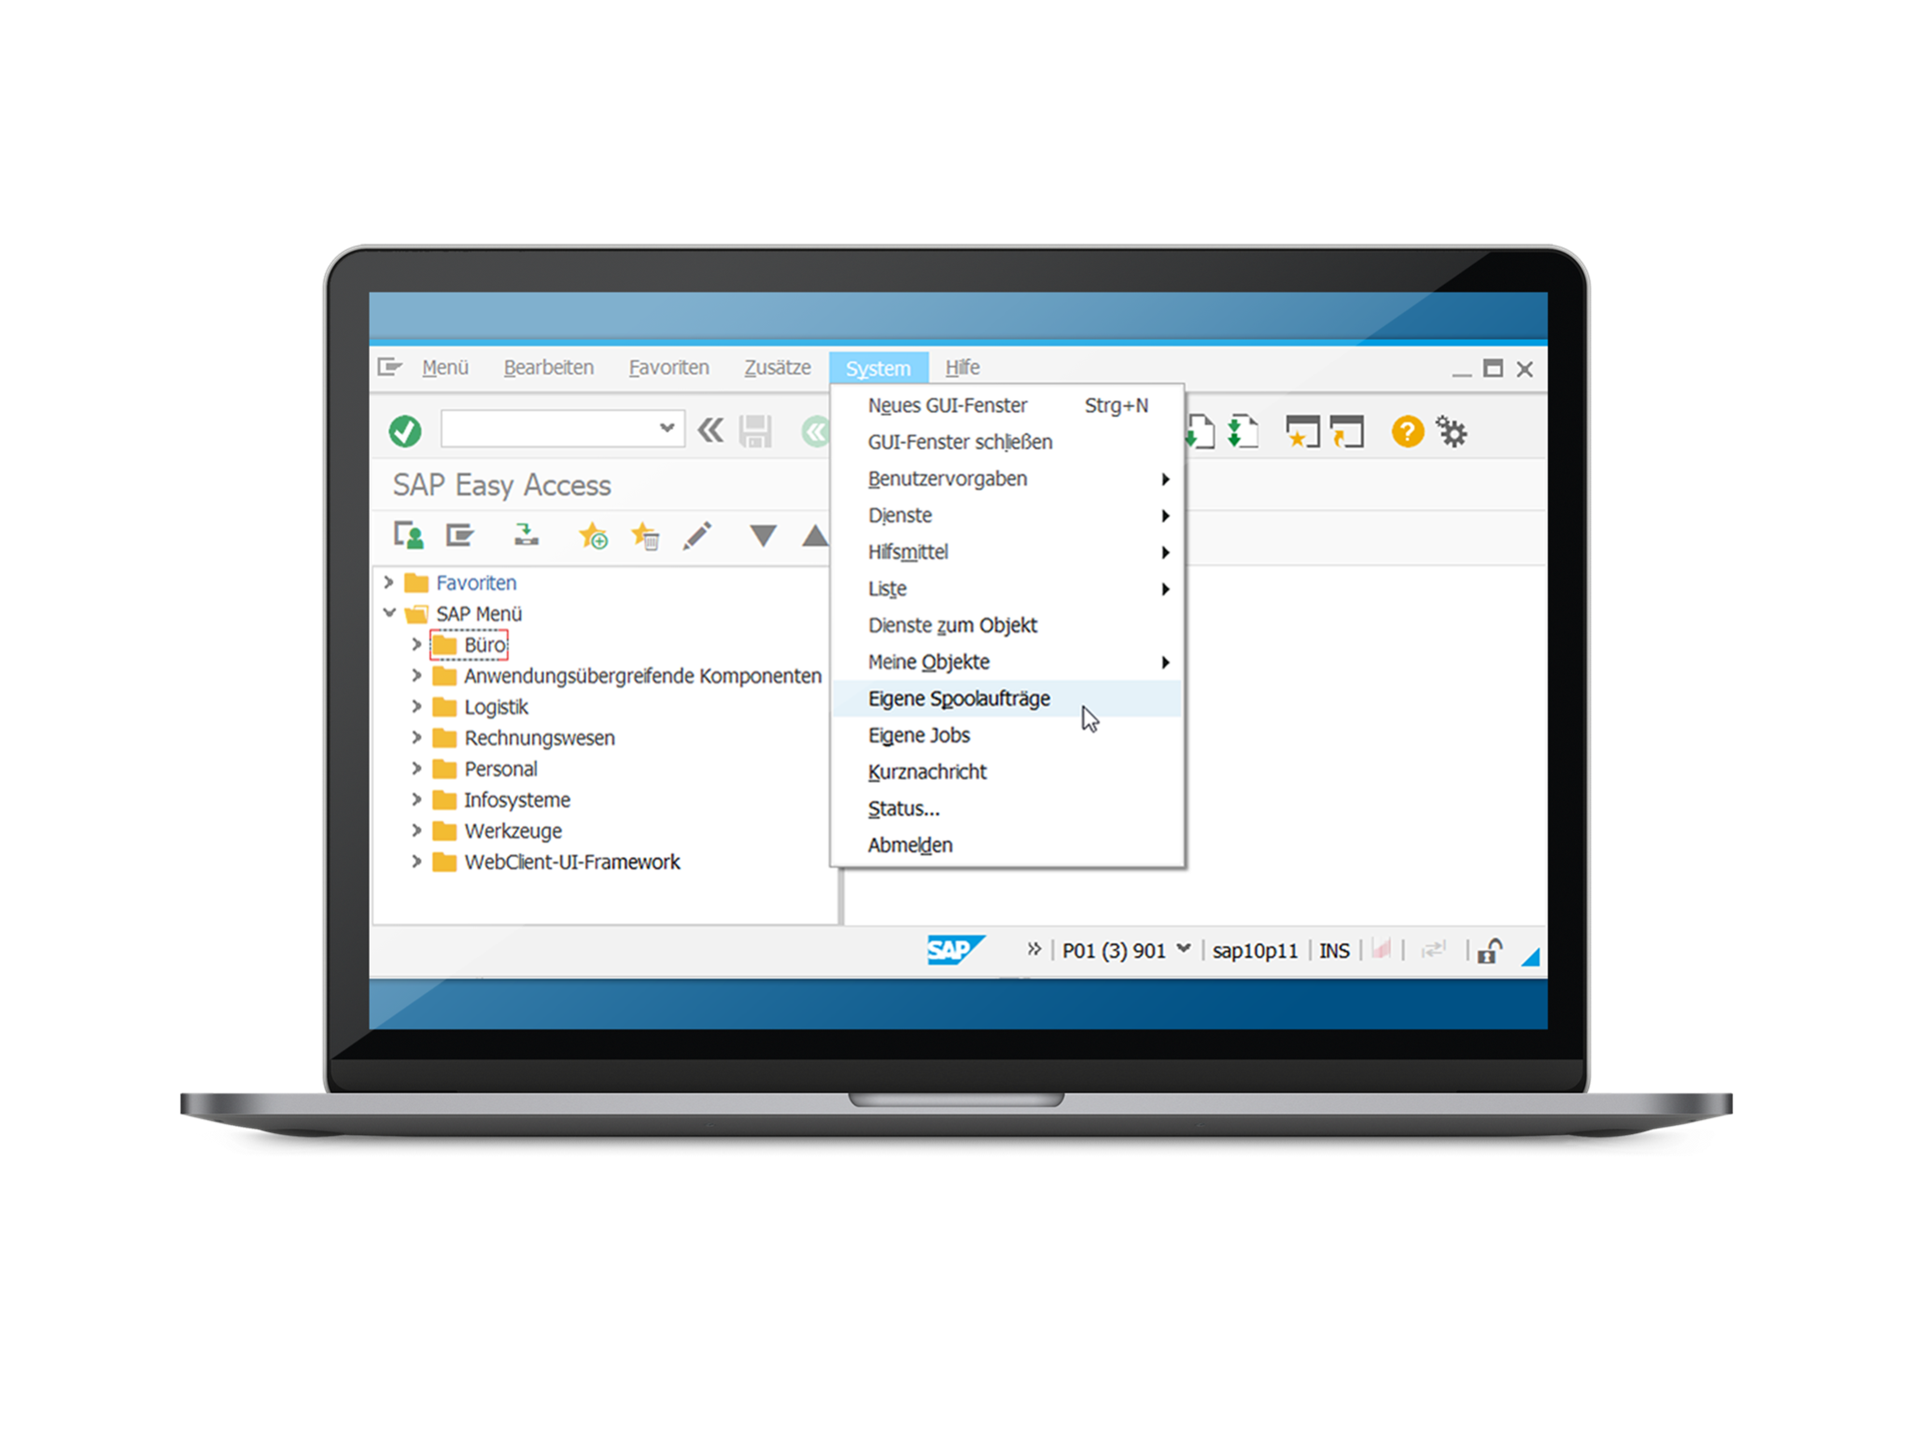 Menü Bearbeiten Favoriten Zusätze System Hilfe
Neues GUI-Fenster Strg+N
GUI-Fenster schließen
Benutzervorgaben
Dienste
Hilfsmittel
Liste
Dienste zum Objekt
Meine Objekte
Eigene Spoolaufträge
Eigene Jobs
Kurznachricht
Status...
Abmelden
SAP Easy Access
Favoriten
SAP Menü
Büro
Anwendungsübergreifende Komponenten
Logistik
Rechnungswesen
Personal
Infosysteme
Werkzeuge
WebClient-UI-Framework
SAP » | P01 (3) 901 | sap10p11 | INS